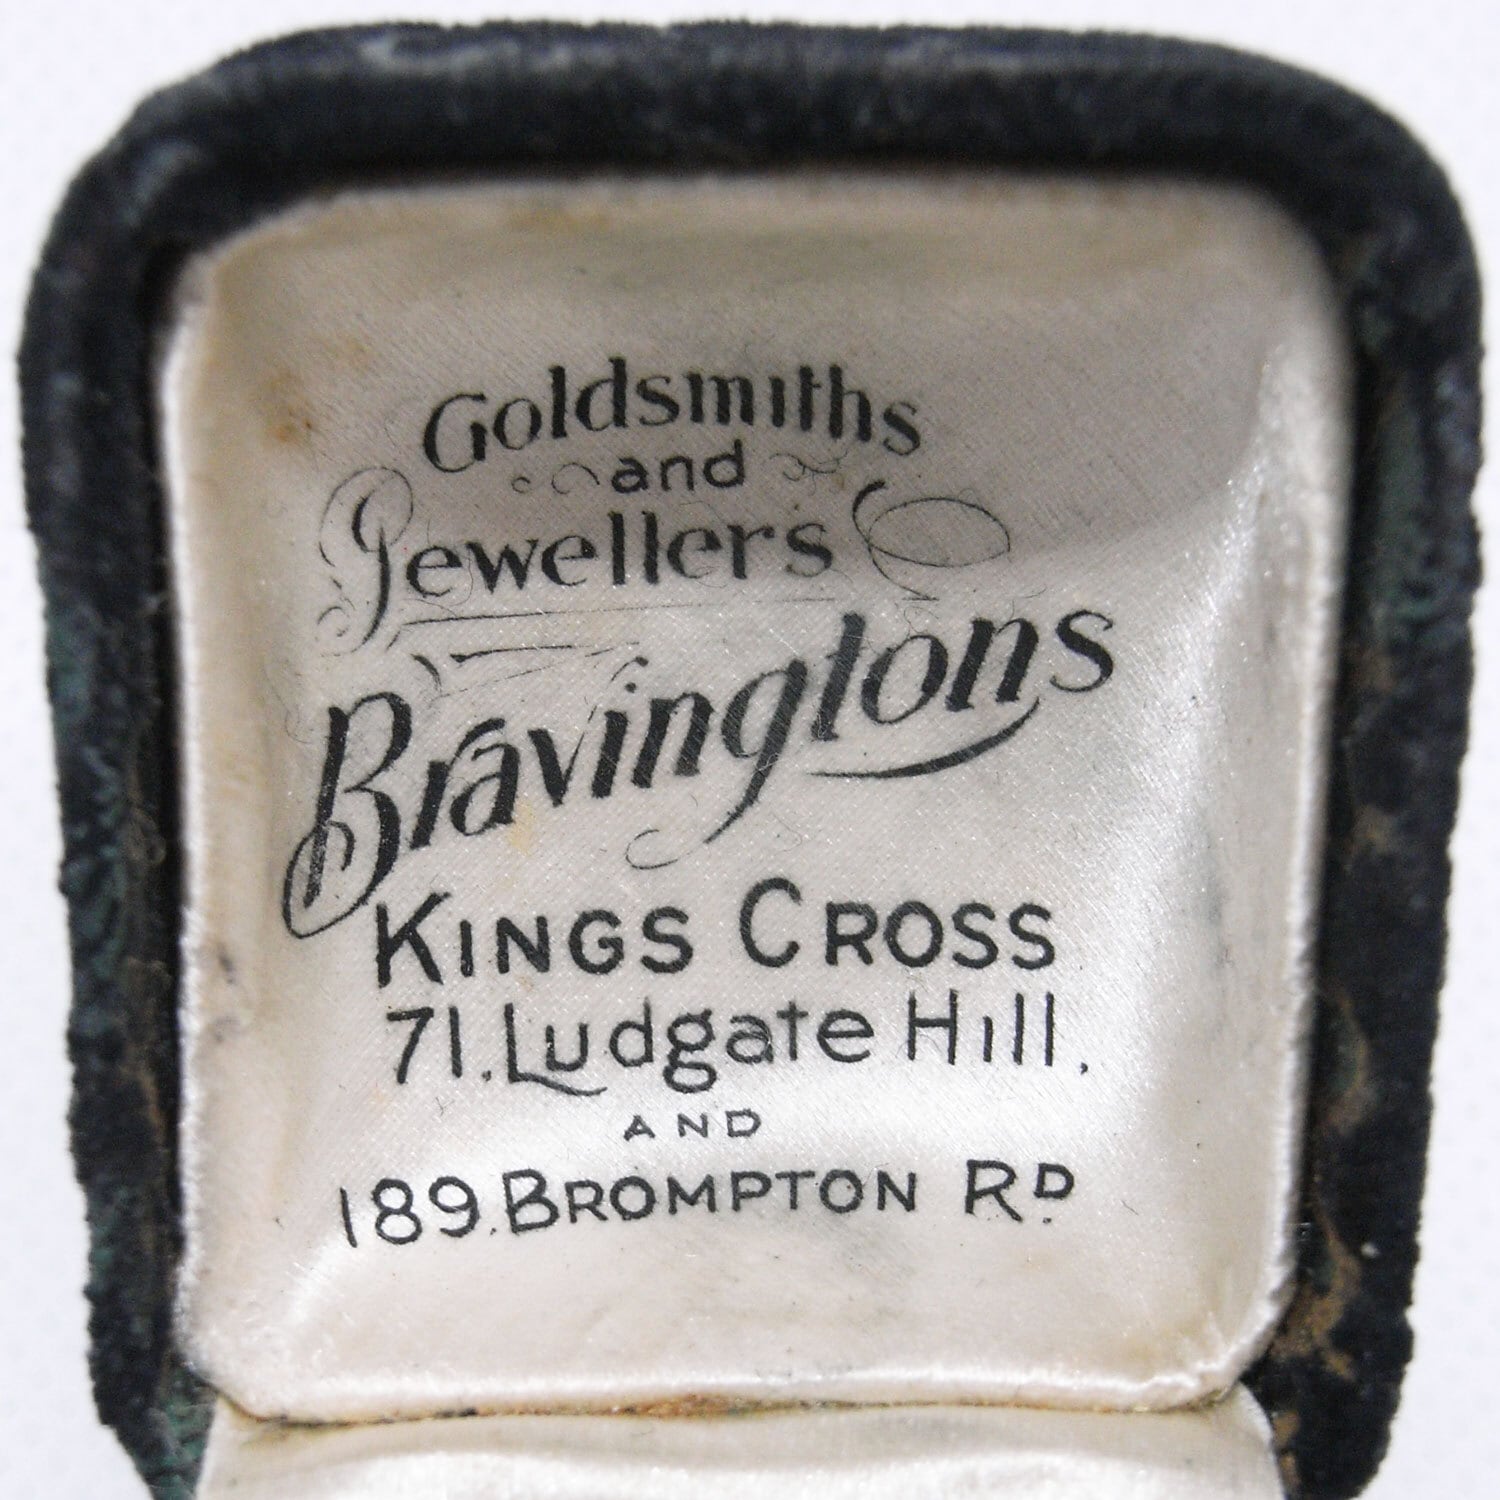 Goldsmiths
and
Jewellers
Bravingtons
KINGS CROSS
71. Ludgate Hill,
AND
189. BROMPTON RD.